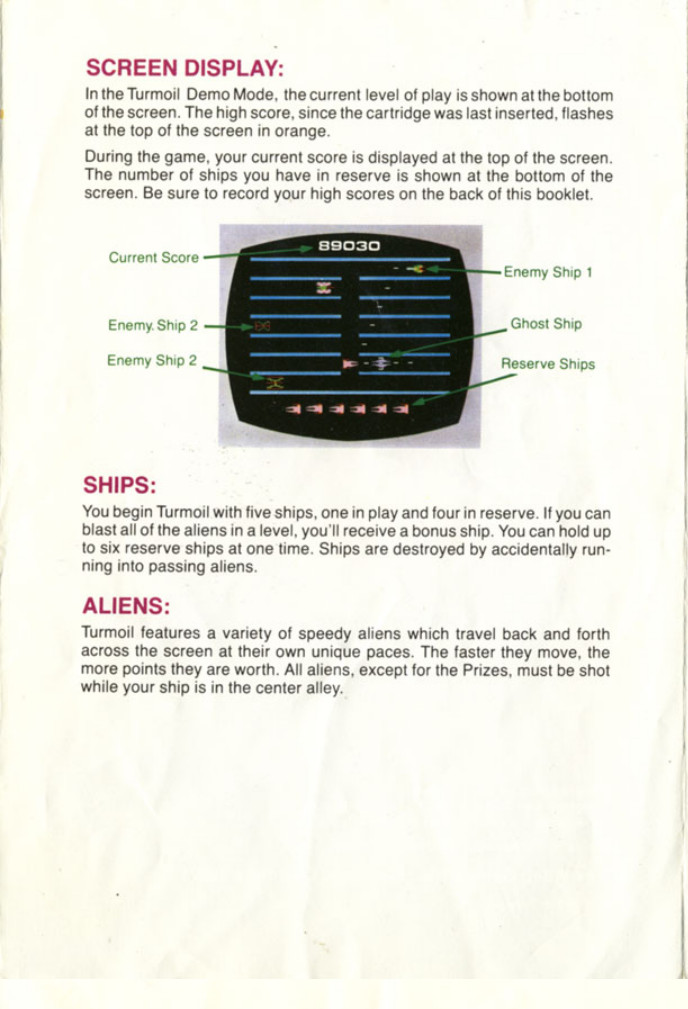 SCREEN DISPLAY:
In the Turmoil Demo Mode, the current level of play is shown at the bottom
of the screen. The high score, since the cartridge was last inserted, flashes
at the top of the screen in orange.
During the game, your current score is displayed at the top of the screen.
The number of ships you have in reserve is shown at the bottom of the
screen. Be sure to record your high scores on the back of this booklet.
89030
Current Score
Enemy Ship 1
Enemy. Ship 2
Ghost Ship
Enemy Ship 2
Reserve Ships
SHIPS:
You begin Turmoil with five ships, one in play and four in reserve. If you can
blast all of the aliens in a level, you'll receive a bonus ship. You can hold up
to six reserve ships at one time. Ships are destroyed by accidentally run-
ning into passing aliens.
ALIENS:
Turmoil features a variety of speedy aliens which travel back and forth
across the screen at their own unique paces. The faster they move, the
more points they are worth. All aliens, except for the Prizes, must be shot
while your ship is in the center alley.